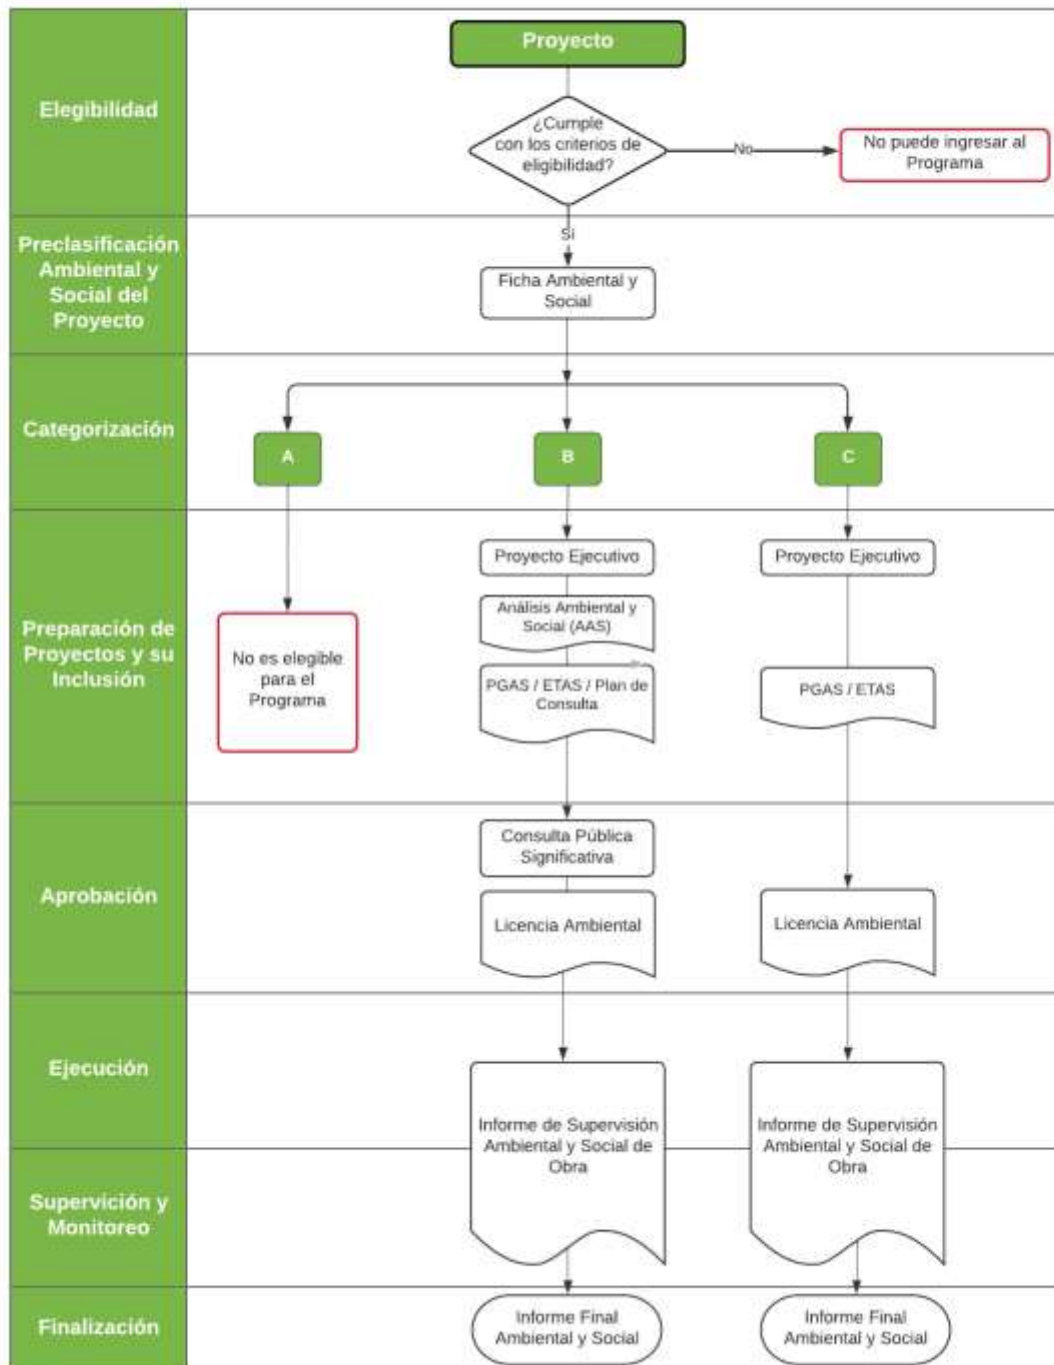 Proyecto
Elegibilidad
¿Cumple
con los criterios de
eligibilidad?
No
No puede ingresar al
Programa
Si
Preclasificación
Ambiental y
Social del
Proyecto
Ficha Ambiental y
Social
Categorización
A
B
C
Preparación de
Proyectos y su
Inclusión
No es elegible
para el
Programa
Proyecto Ejecutivo
Análisis Ambiental y
Social (AAS)
PGAS / ETAS / Plan de
Consulta
Proyecto Ejecutivo
PGAS / ETAS
Aprobación
Consulta Pública
Significativa
Licencia Ambiental
Licencia Ambiental
Ejecución
Informe de Supervisión
Ambiental y Social de
Obra
Informe de Supervisión
Ambiental y Social de
Obra
Supervición y
Monitoreo
Finalización
Informe Final
Ambiental y Social
Informe Final
Ambiental y Social